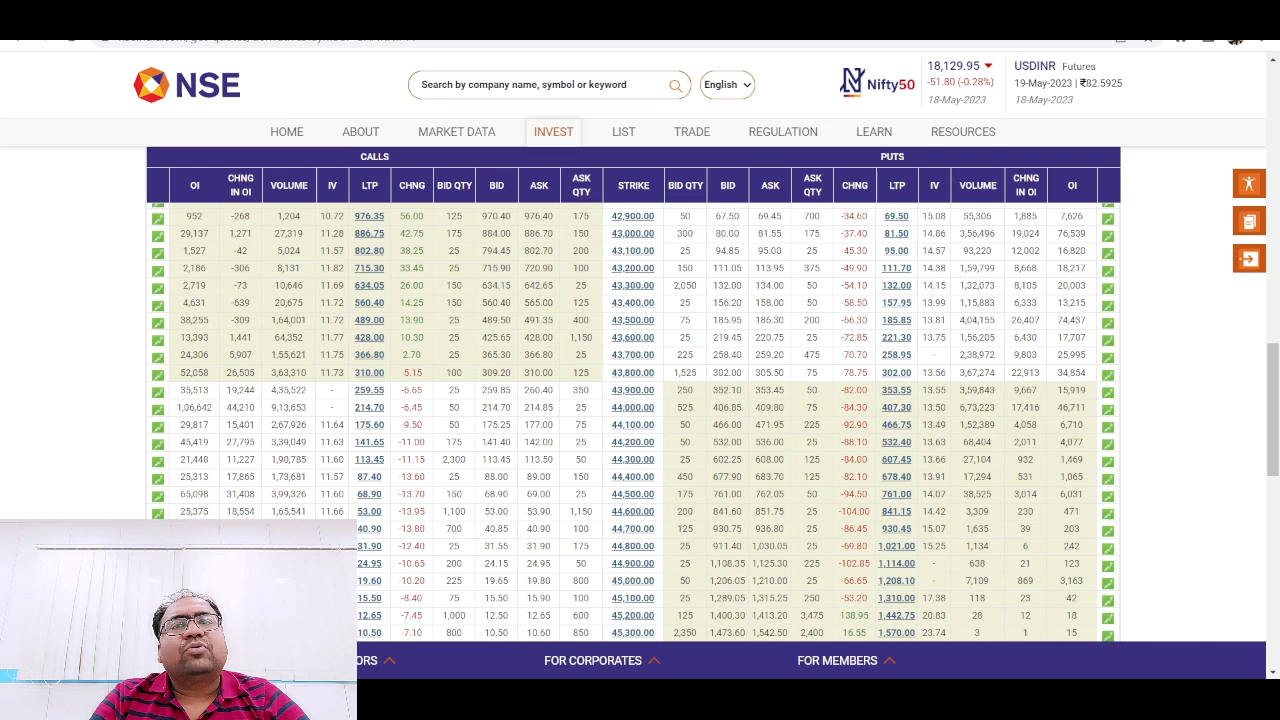 NSE
Search by company name, symbol or keyword
English
Nifty50
18,129.95
-51.80 (-0.28%)
18-May-2023
USDINR Futures
19-May-2023 | ₹82.5925
18-May-2023
HOME ABOUT MARKET DATA INVEST LIST TRADE REGULATION LEARN RESOURCES
CALLS PUTS
OI CHNG IN OI VOLUME IV LTP CHNG BID QTY BID ASK ASK QTY STRIKE BID QTY BID ASK ASK QTY CHNG LTP IV VOLUME CHNG IN OI OI
952 -268 1,204 10.72 976.35 56.00 125 970.40 976.40 175 42,900.00 50 67.50 69.45 700 -34.60 69.50 15.08 55,306 1,885 7,626
29,137 1,271 27,319 11.28 886.75 42.75 175 884.00 886.75 150 43,000.00 300 80.00 81.55 175 -37.40 81.50 14.86 3,56,496 19,024 76,539
1,527 -42 5,024 11.57 802.80 38.25 125 794.45 802.70 200 43,100.00 25 94.85 95.00 25 -45.30 95.00 14.57 93,220 12,002 16,820
2,186 -306 8,131 11.82 715.30 33.45 25 715.90 720.90 100 43,200.00 150 111.05 113.95 375 -49.90 111.70 14.38 1,59,799 8,668 18,217
2,719 -73 10,646 11.69 634.05 26.00 150 634.15 642.65 25 43,300.00 2,050 132.00 134.00 50 -54.10 132.00 14.15 1,32,073 8,105 20,003
4,631 -639 20,675 11.72 560.40 14.25 150 560.40 565.00 125 43,400.00 25 156.20 158.00 50 -58.50 157.95 13.99 1,15,883 6,333 13,215
38,255 -309 1,64,001 11.72 489.00 13.90 25 489.50 491.35 400 43,500.00 75 185.95 186.30 200 -66.30 185.85 13.81 4,04,155 26,407 74,437
13,393 1,441 64,352 11.77 428.00 10.30 25 425.65 428.00 1,150 43,600.00 25 219.45 220.75 25 -72.85 221.30 13.75 1,56,205 6,430 17,707
24,306 5,907 1,55,621 11.75 366.80 2.70 25 365.30 366.80 25 43,700.00 225 258.40 259.20 475 -70.70 258.95 - 2,38,972 9,803 25,995
52,058 26,505 3,63,310 11.73 310.00 -5.15 100 309.20 310.00 125 43,800.00 1,525 302.00 305.50 75 -78.75 302.00 13.56 3,67,274 22,913 34,854
35,513 19,244 4,35,522 - 259.55 -6.65 25 259.85 260.40 350 43,900.00 250 352.10 353.45 50 -82.00 353.55 13.55 3,59,843 9,667 15,919
1,06,642 44,210 9,13,653 - 214.70 -6.45 50 214.70 214.85 25 44,000.00 525 406.85 409.80 75 -84.30 407.30 13.50 6,73,223 17,416 46,711
29,817 15,401 2,67,926 11.64 175.60 -9.50 50 175.25 177.00 75 44,100.00 50 466.00 471.95 225 -92.90 466.75 13.49 1,52,389 4,058 6,710
45,419 27,795 3,39,049 11.63 141.65 -11.00 175 141.40 142.00 25 44,200.00 50 532.00 536.00 25 -88.10 532.40 13.63 68,404 2,011 4,077
21,448 11,227 1,90,785 11.60 113.45 -11.15 2,300 113.45 113.50 50 44,300.00 25 602.25 608.00 125 -84.00 607.45 13.66 27,104 932 1,469
25,313 17,865 1,73,681 11.57 87.40 -13.60 25 88.00 89.00 150 44,400.00 450 677.90 683.70 125 -82.10 678.40 13.91 17,294 531 1,065
65,098 31,408 3,99,326 11.60 68.90 -13.70 150 68.90 69.00 25 44,500.00 175 761.00 762.05 50 -94.50 761.00 14.07 38,525 3,014 6,031
25,375 18,554 1,65,541 11.66 53.00 -13.95 1,100 53.00 53.90 1,150 44,600.00 200 841.60 851.75 25 -104.00 841.15 14.42 3,309 230 471
40.90 -13.80 700 40.85 40.90 100 44,700.00 125 930.75 936.80 25 -86.45 930.45 15.07 1,635 39 203
31.90 -12.40 25 31.55 31.90 175 44,800.00 25 911.40 1,030.05 25 -69.80 1,021.00 15.25 1,134 6 242
24.95 -10.65 200 24.15 24.95 50 44,900.00 25 1,108.35 1,125.30 225 -102.85 1,114.00 - 638 21 123
19.60 -10.20 225 19.65 19.80 800 45,000.00 50 1,206.05 1,210.00 25 -66.65 1,208.10 - 7,109 869 3,163
15.50 -8.40 75 15.50 15.90 100 45,100.00 25 1,289.05 1,315.25 250 -53.20 1,310.00 17.38 118 23 42
12.65 -7.45 1,000 12.50 12.65 600 45,200.00 125 1,400.30 1,413.20 3,475 138.95 1,442.75 20.83 28 12 18
10.50 -7.10 800 10.50 10.60 850 45,300.00 2,350 1,473.60 1,542.50 2,400 16.55 1,570.00 23.74 3 1 15
ORS FOR CORPORATES FOR MEMBERS